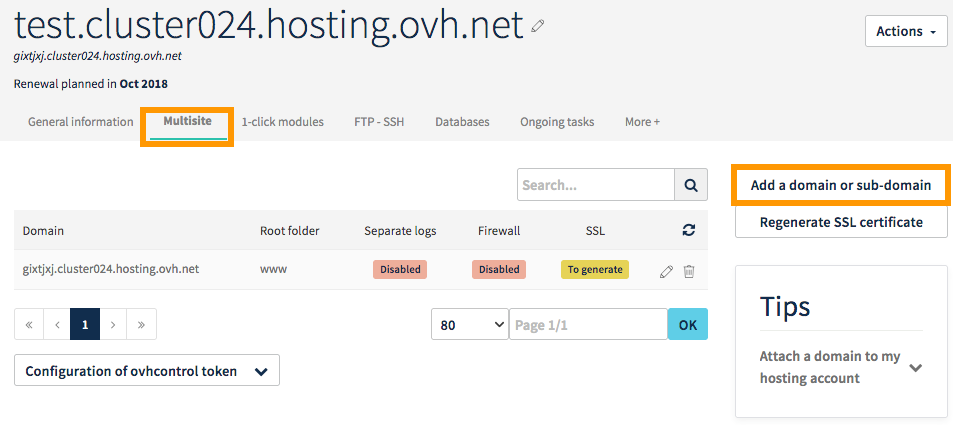 test.cluster024.hosting.ovh.net
Actions
gixtjxj.cluster024.hosting.ovh.net
Renewal planned in Oct 2018
General information Multisite 1-click modules FTP - SSH Databases Ongoing tasks More +
Search...
Add a domain or sub-domain
Regenerate SSL certificate
Domain Root folder Separate logs Firewall SSL
gixtjxj.cluster024.hosting.ovh.net www Disabled Disabled To generate
« ‹ 1 › » 80 Page 1/1 OK
Configuration of ovhcontrol token
Tips
Attach a domain to my
hosting account